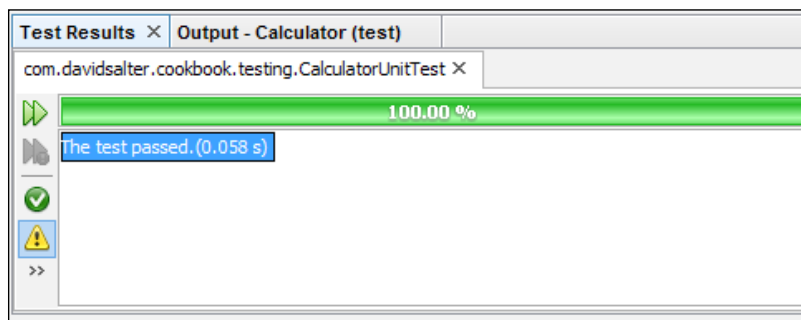 Test Results × Output - Calculator (test)
com.davidsalter.cookbook.testing.CalculatorUnitTest ×
100.00 %
The test passed.(0.058 s)
>>